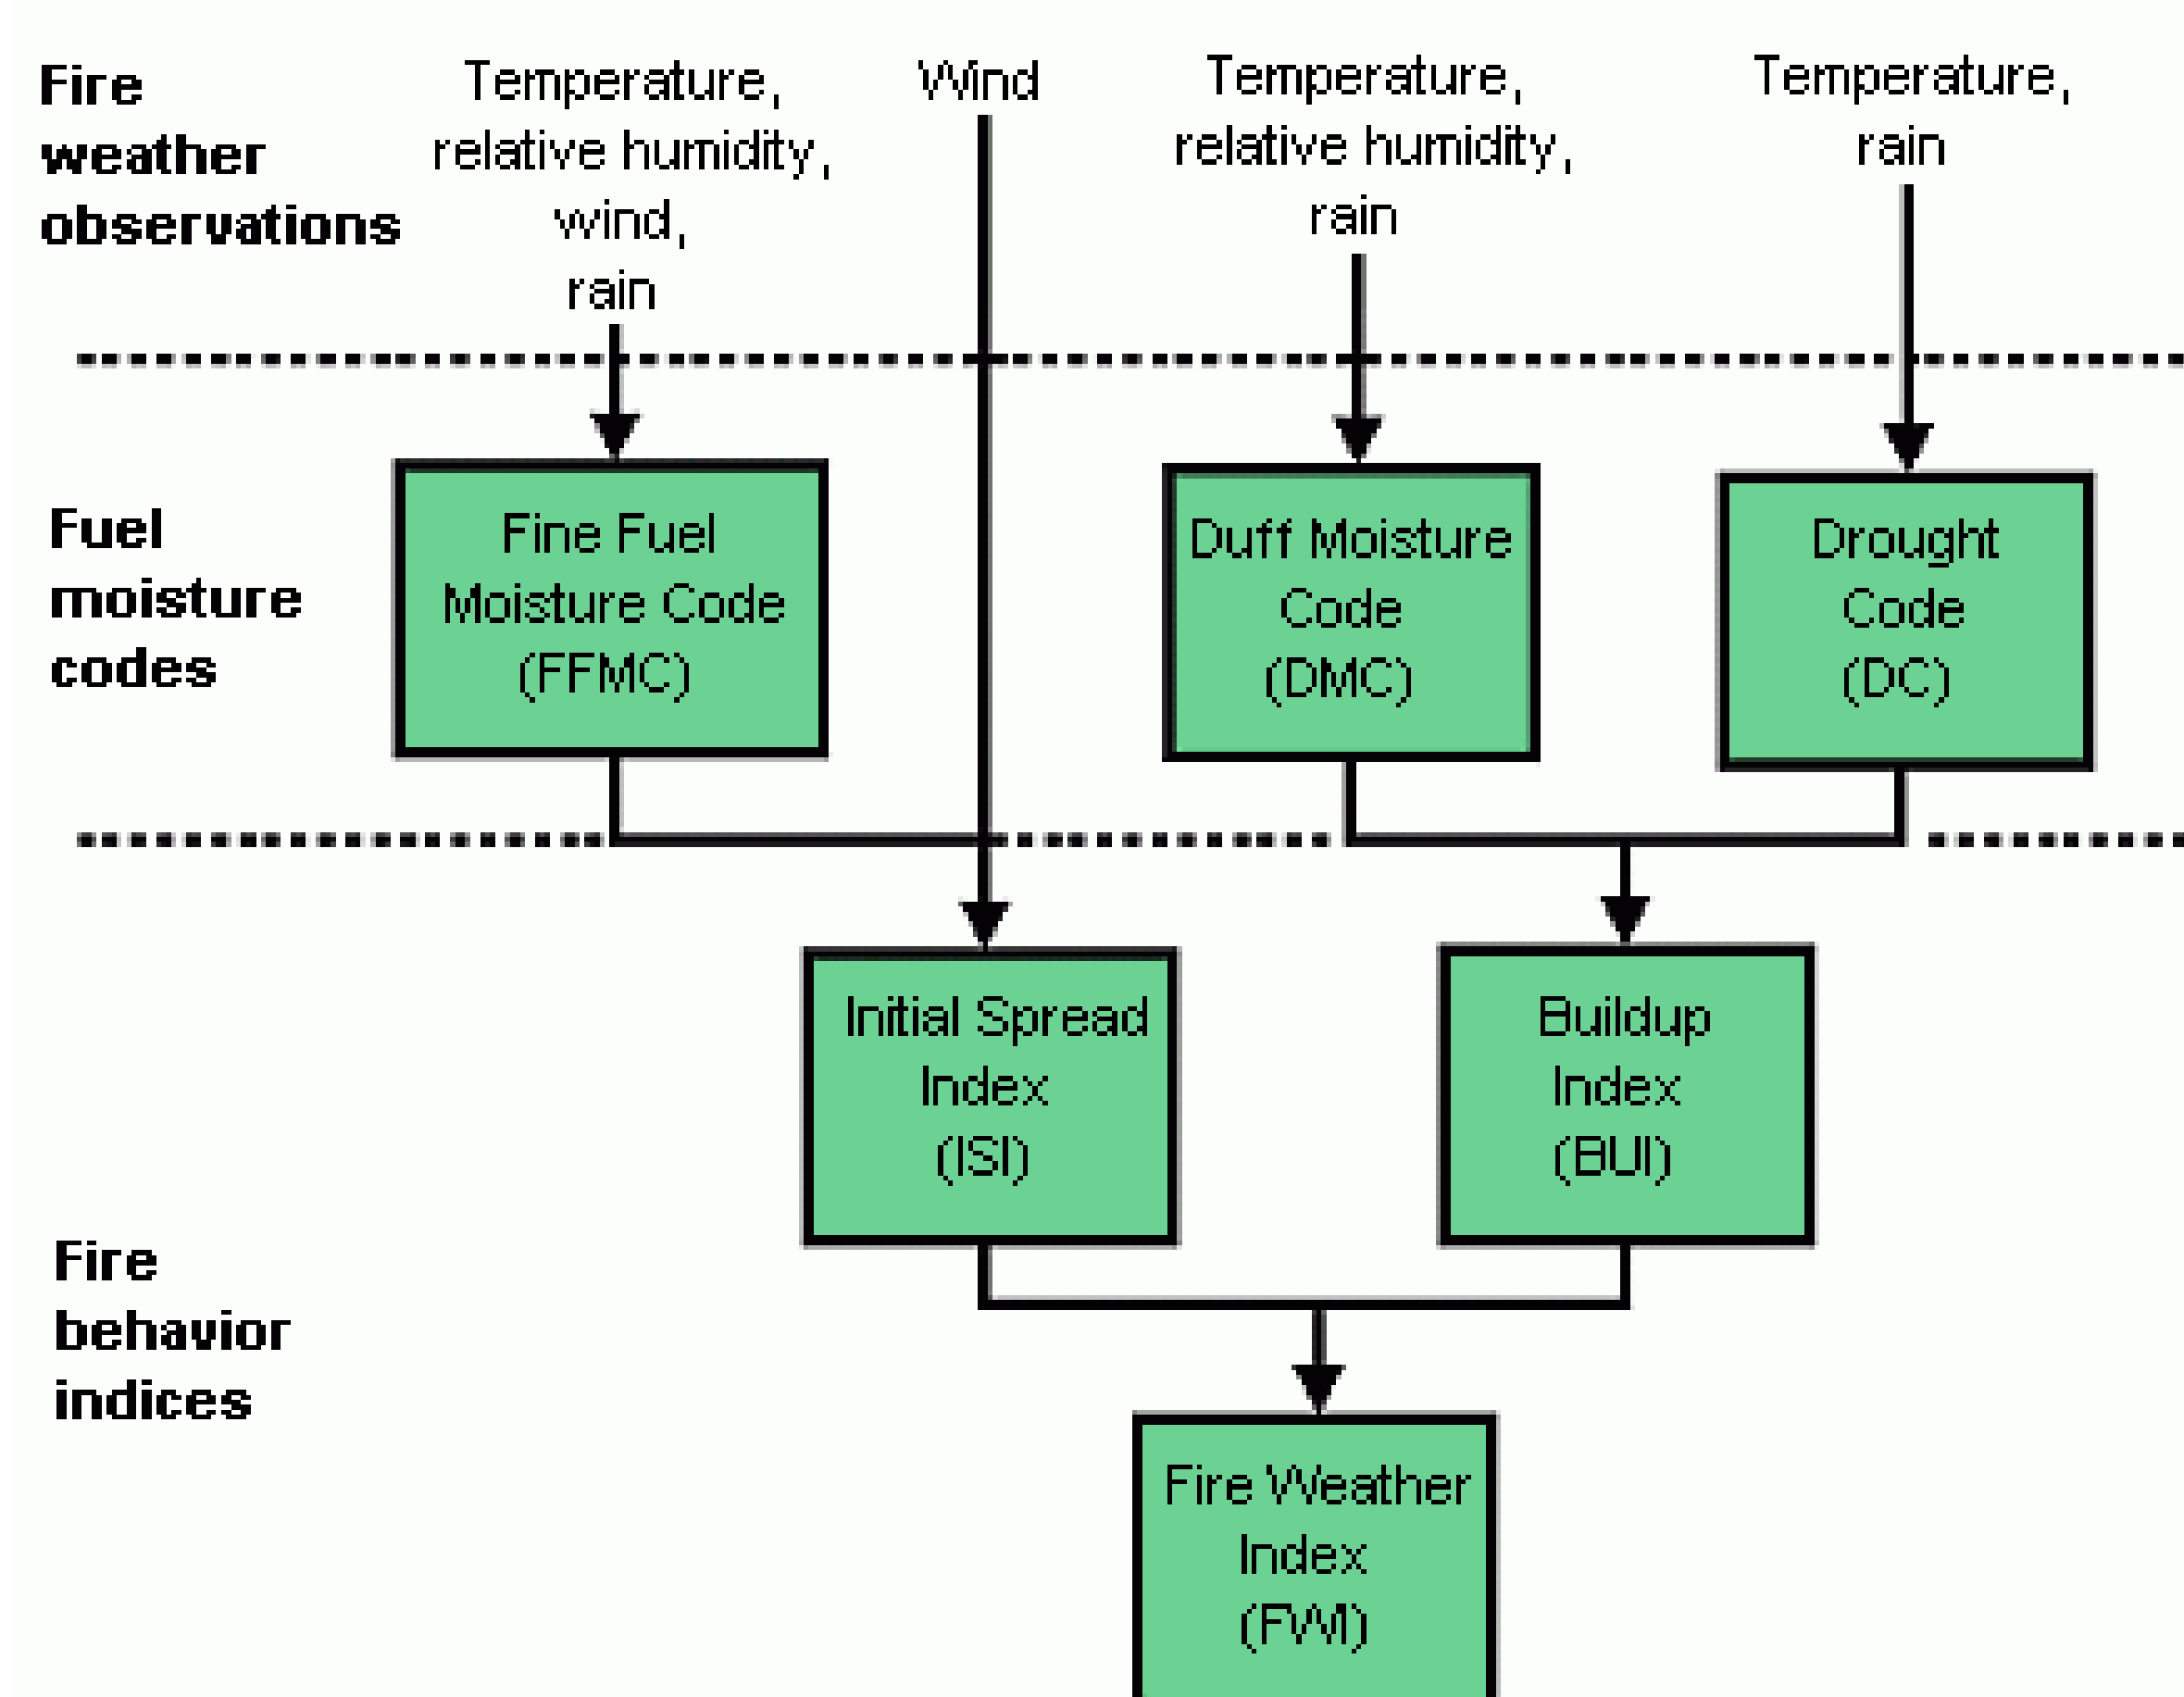 Fire
weather
observations
Temperature,
relative humidity,
wind,
rain
Wind
Temperature,
relative humidity,
rain
Temperature,
rain
Fuel
moisture
codes
Fine Fuel
Moisture Code
(FFMC)
Duff Moisture
Code
(DMC)
Drought
Code
(DC)
Fire
behavior
indices
Initial Spread
Index
(ISI)
Buildup
Index
(BUI)
Fire Weather
Index
(FWI)